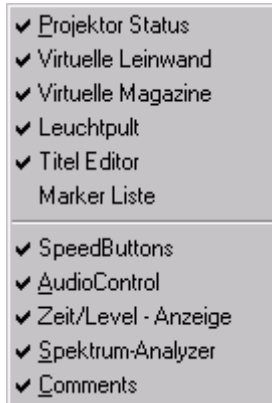 Projektor Status
Virtuelle Leinwand
Virtuelle Magazine
Leuchtpult
Titel Editor
Marker Liste
SpeedButtons
AudioControl
Zeit/Level - Anzeige
Spektrum-Analyzer
Comments